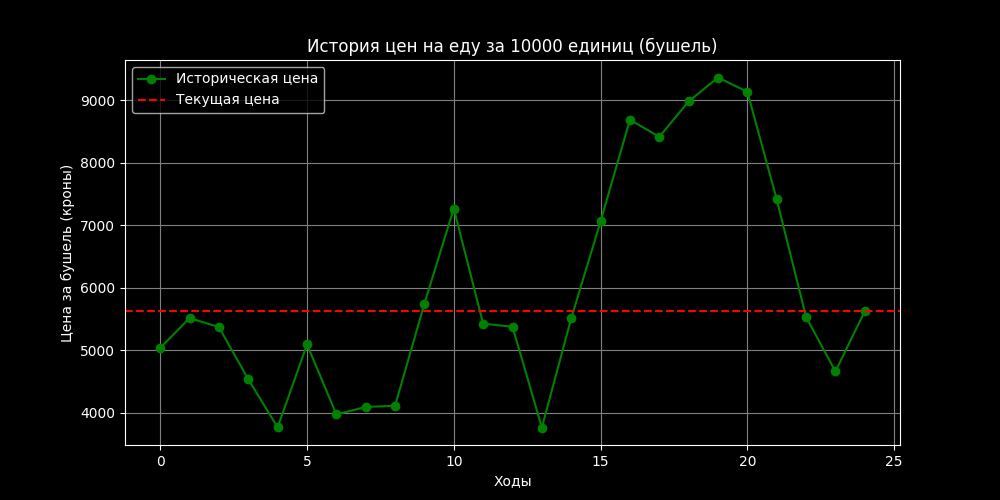 История цен на еду за 10000 единиц (бушель)
Историческая цена
Текущая цена
Цена за бушель (кроны)
9000
8000
7000
6000
5000
4000
0 5 10 15 20 25
Ходы